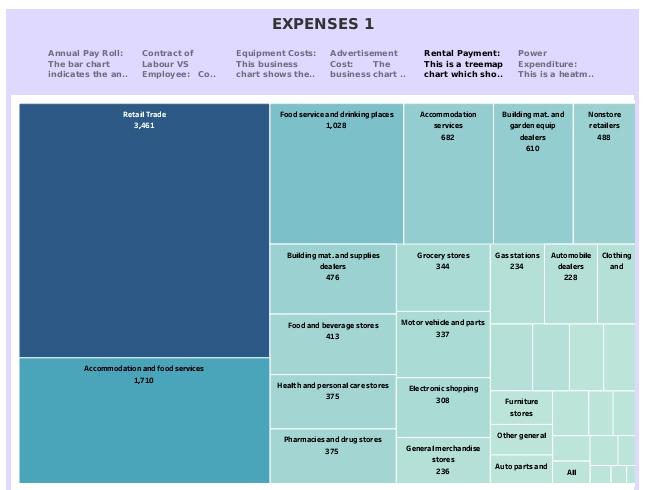 EXPENSES 1
Annual Pay Roll:
The bar chart
indicates the an..
Contract of
Labour VS
Employee: Co..
Equipment Costs:
This business
chart shows the..
Advertisement
Cost: The
business chart ..
Rental Payment:
This is a treemap
chart which sho..
Power
Expenditure:
This is a heatm..
Retail Trade
3,461
Food service and drinking places
1,028
Accommodation
services
682
Building mat. and
garden equip
dealers
610
Nonstore
retailers
488
Building mat. and supplies
dealers
476
Grocery stores
344
Gas stations
234
Automobile
dealers
228
Clothing
and
Food and beverage stores
413
Motor vehicle and parts
337
Accommodation and food services
1,710
Health and personal care stores
375
Electronic shopping
308
Furniture
stores
Pharmacies and drug stores
375
General merchandise
stores
236
Other general
Auto parts and
All